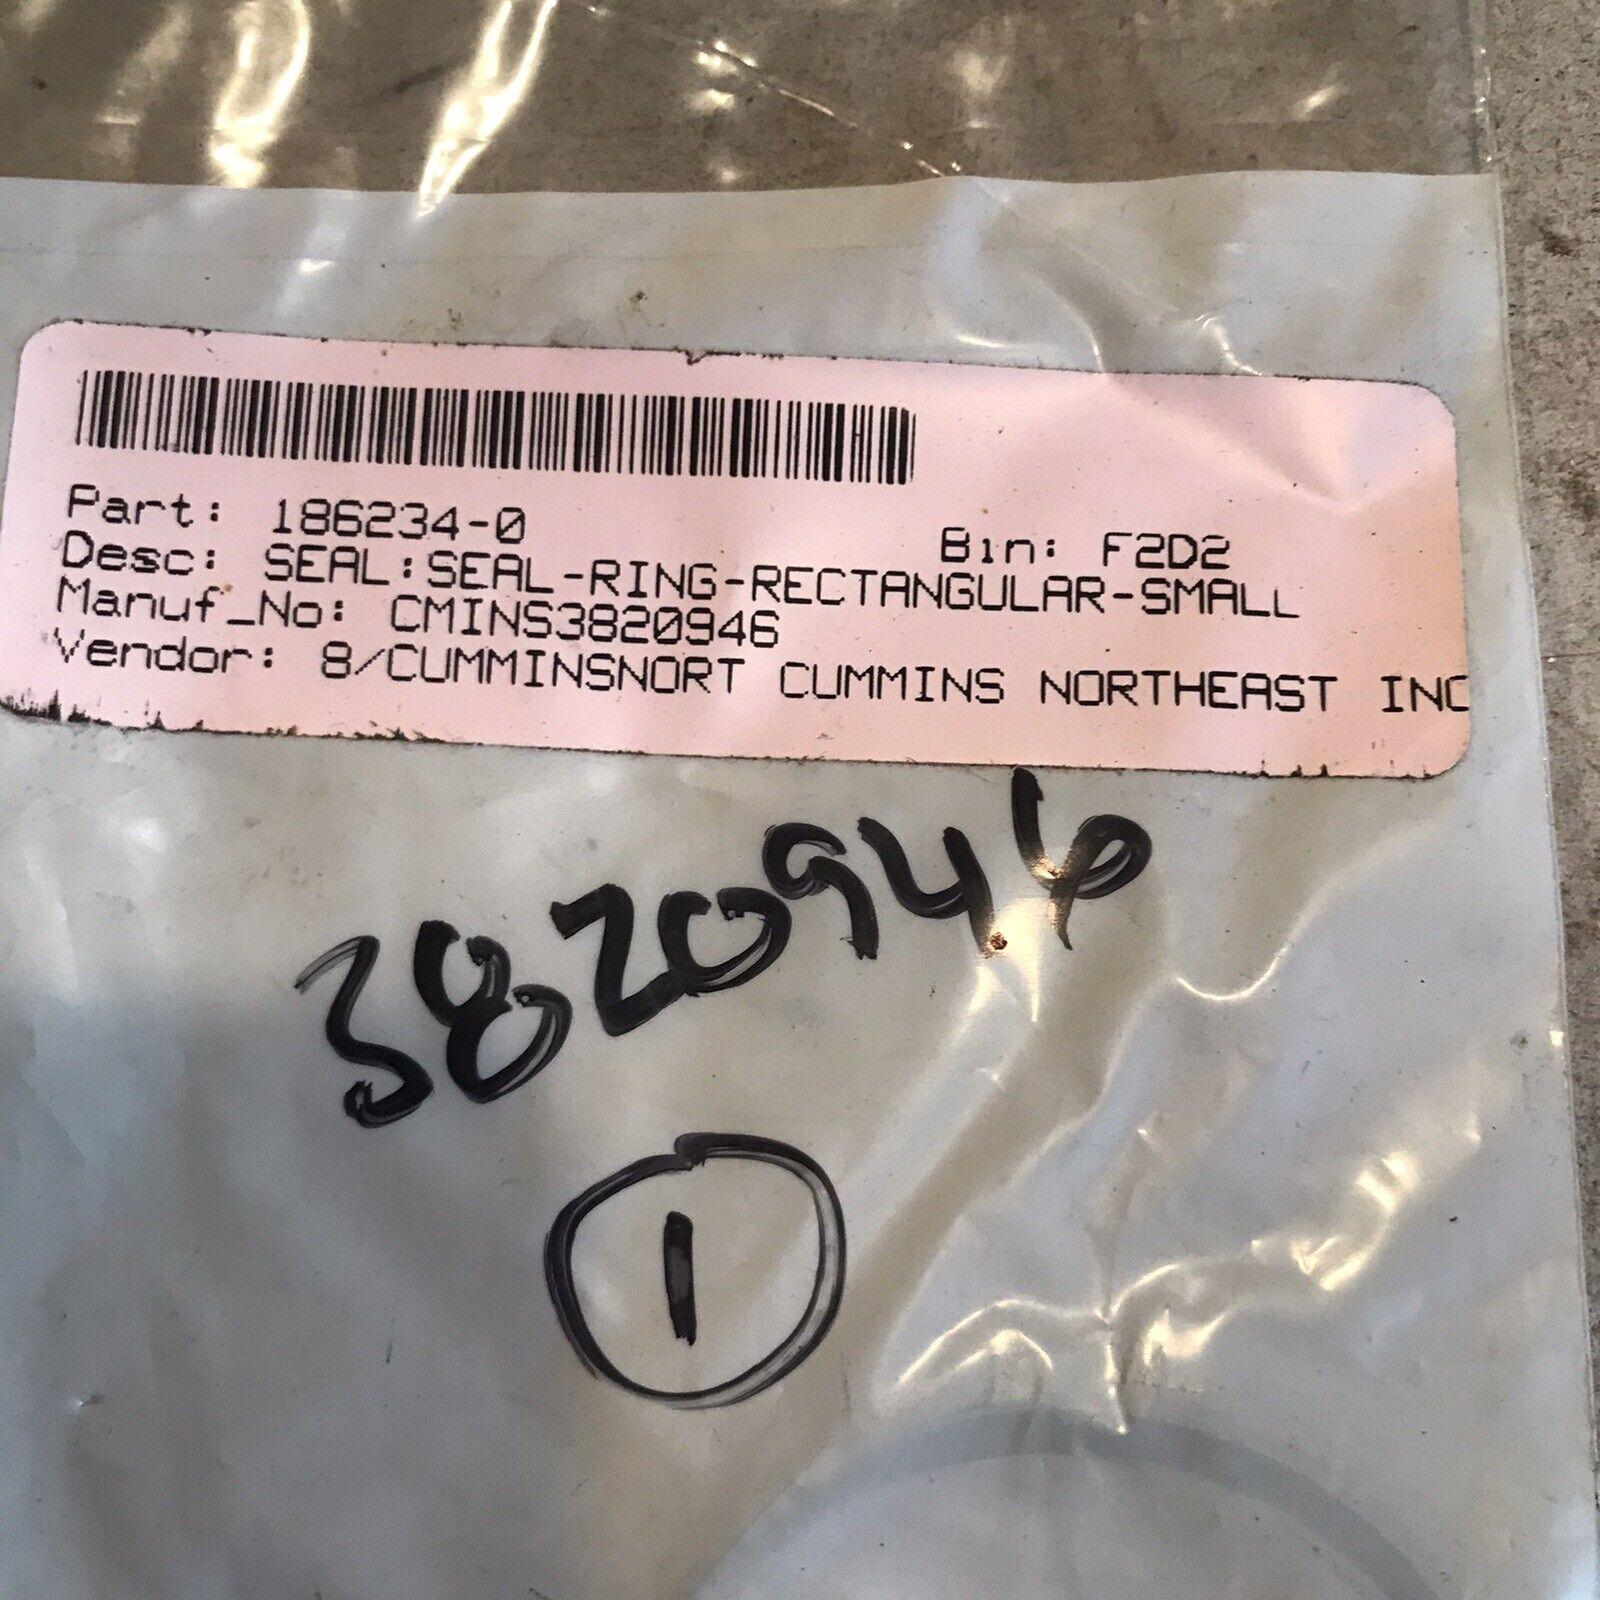 Part: 186234-0 Bin: F2D2
Desc: SEAL:SEAL-RING-RECTANGULAR-SMALL
Manuf_No: CMINS3820946
Vendor: 8/CUMMINSNORT CUMMINS NORTHEAST INC
3820946
1